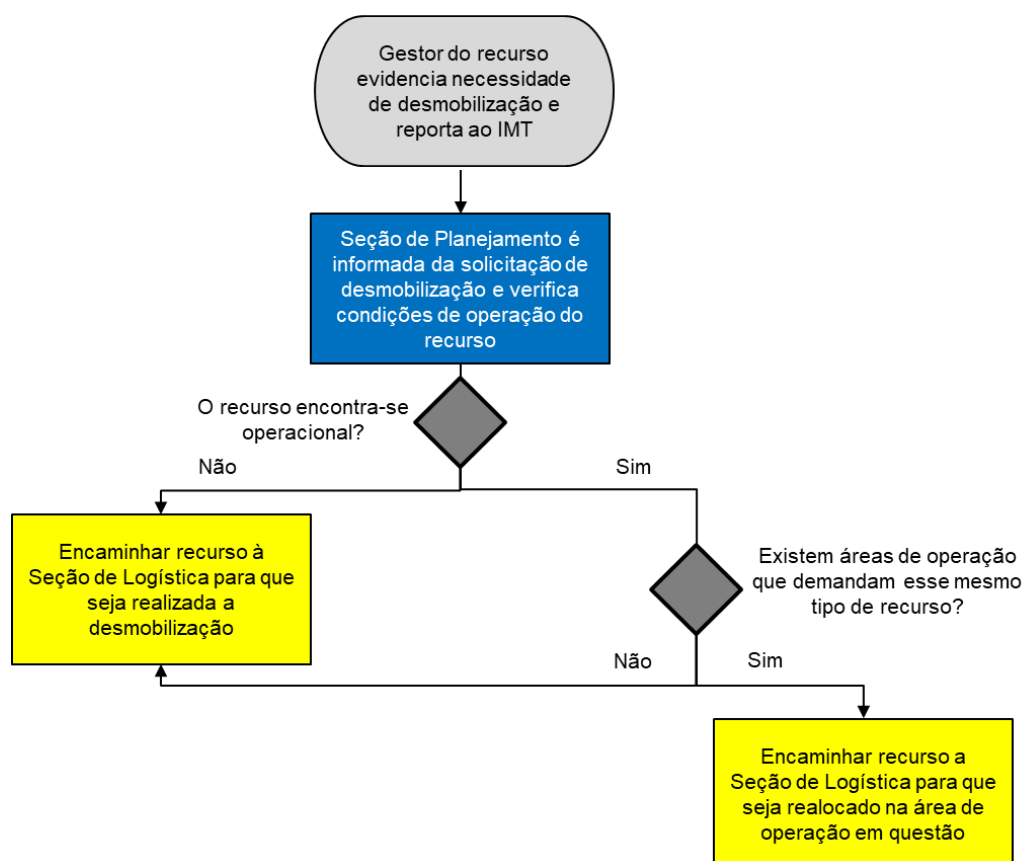 Gestor do recurso
evidencia necessidade
de desmobilização e
reporta ao IMT
Seção de Planejamento é
informada da solicitação de
desmobilização e verifica
condições de operação do
recurso
O recurso encontra-se
operacional?
Não
Sim
Encaminhar recurso à
Seção de Logística para que
seja realizada a
desmobilização
Existem áreas de operação
que demandam esse mesmo
tipo de recurso?
Não
Sim
Encaminhar recurso a
Seção de Logística para que
seja realocado na área de
operação em questão